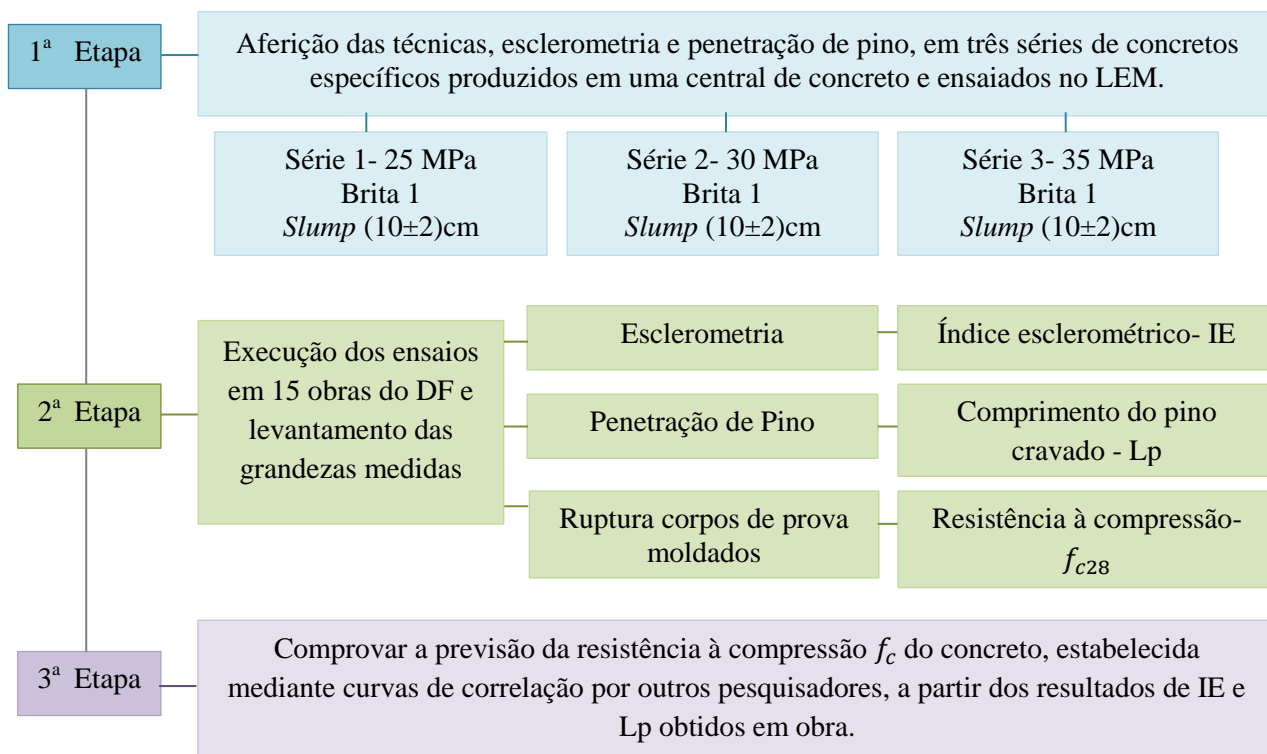 1ª Etapa
Aferição das técnicas, esclerometria e penetração de pino, em três séries de concretos
específicos produzidos em uma central de concreto e ensaiados no LEM.
Série 1- 25 MPa
Brita 1
Slump (10±2)cm
Série 2- 30 MPa
Brita 1
Slump (10±2)cm
Série 3- 35 MPa
Brita 1
Slump (10±2)cm
2ª Etapa
Execução dos ensaios
em 15 obras do DF e
levantamento das
grandezas medidas
Esclerometria
Índice esclerométrico- IE
Penetração de Pino
Comprimento do pino
cravado - Lp
Ruptura corpos de prova
moldados
Resistência à compressão-
f_{c28}
3ª Etapa
Comprovar a previsão da resistência à compressão f_c do concreto, estabelecida
mediante curvas de correlação por outros pesquisadores, a partir dos resultados de IE e
Lp obtidos em obra.